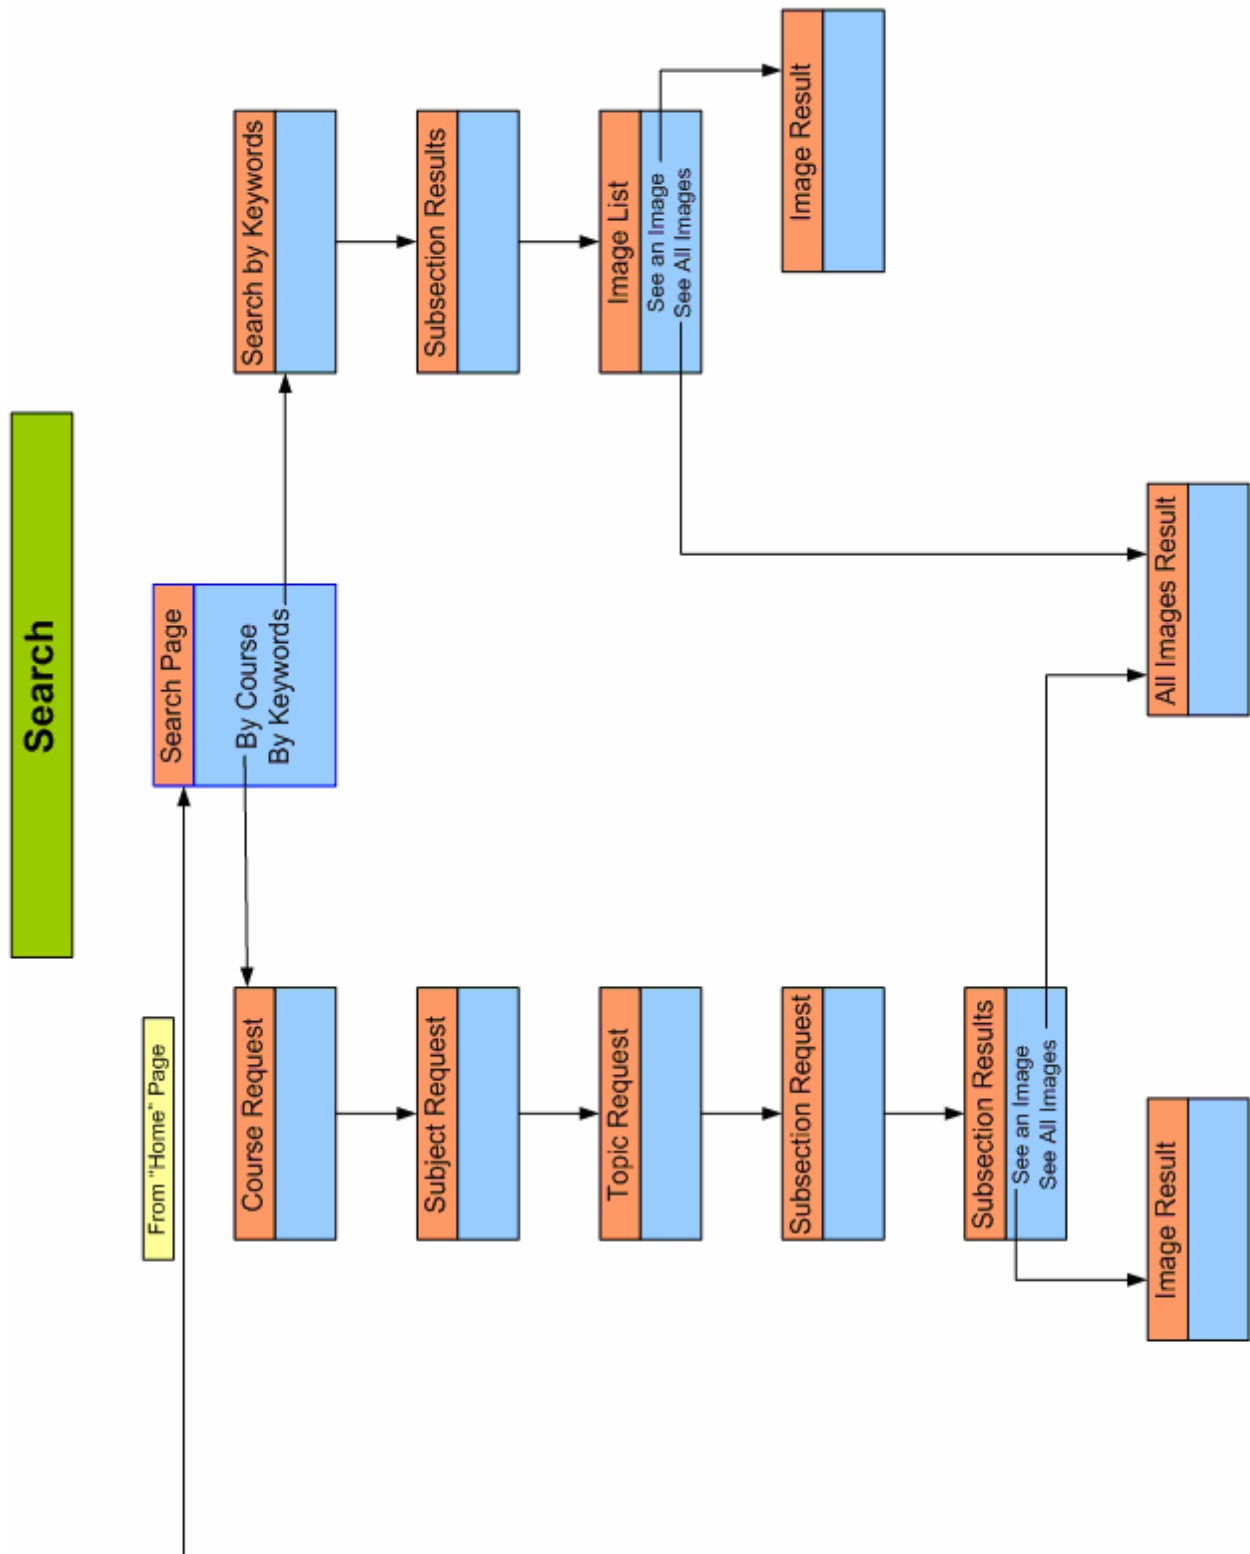 Search
From "Home" Page
Search Page
By Course
By Keywords
Course Request
Subject Request
Topic Request
Subsection Request
Subsection Results
See an Image
See All Images
Image Result
All Images Result
Search by Keywords
Subsection Results
Image List
See an Image
See All Images
Image Result